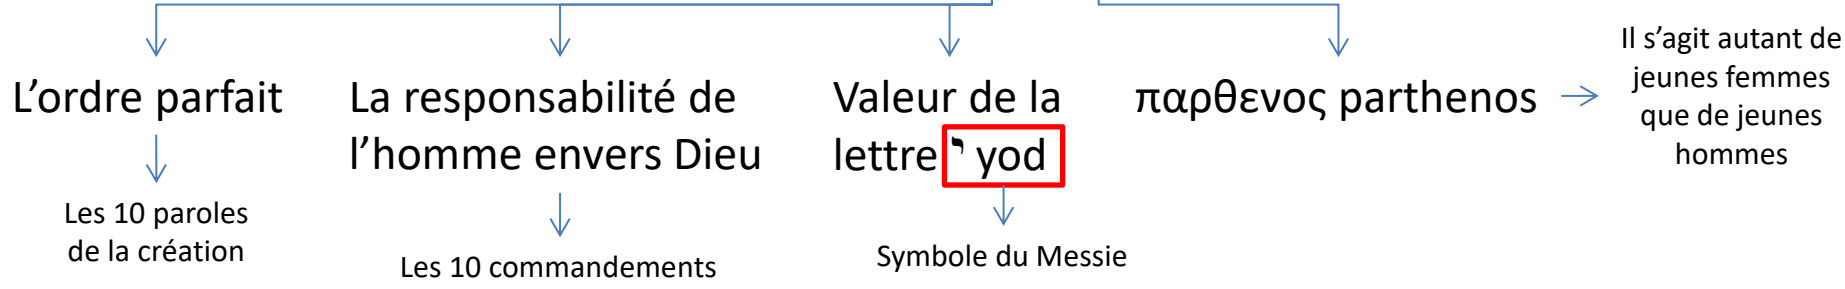 L’ordre parfait
Les 10 paroles
de la création
La responsabilité de
l’homme envers Dieu
Les 10 commandements
Valeur de la
lettre י yod
Symbole du Messie
παρθενος parthenos
Il s’agit autant de
jeunes femmes
que de jeunes
hommes